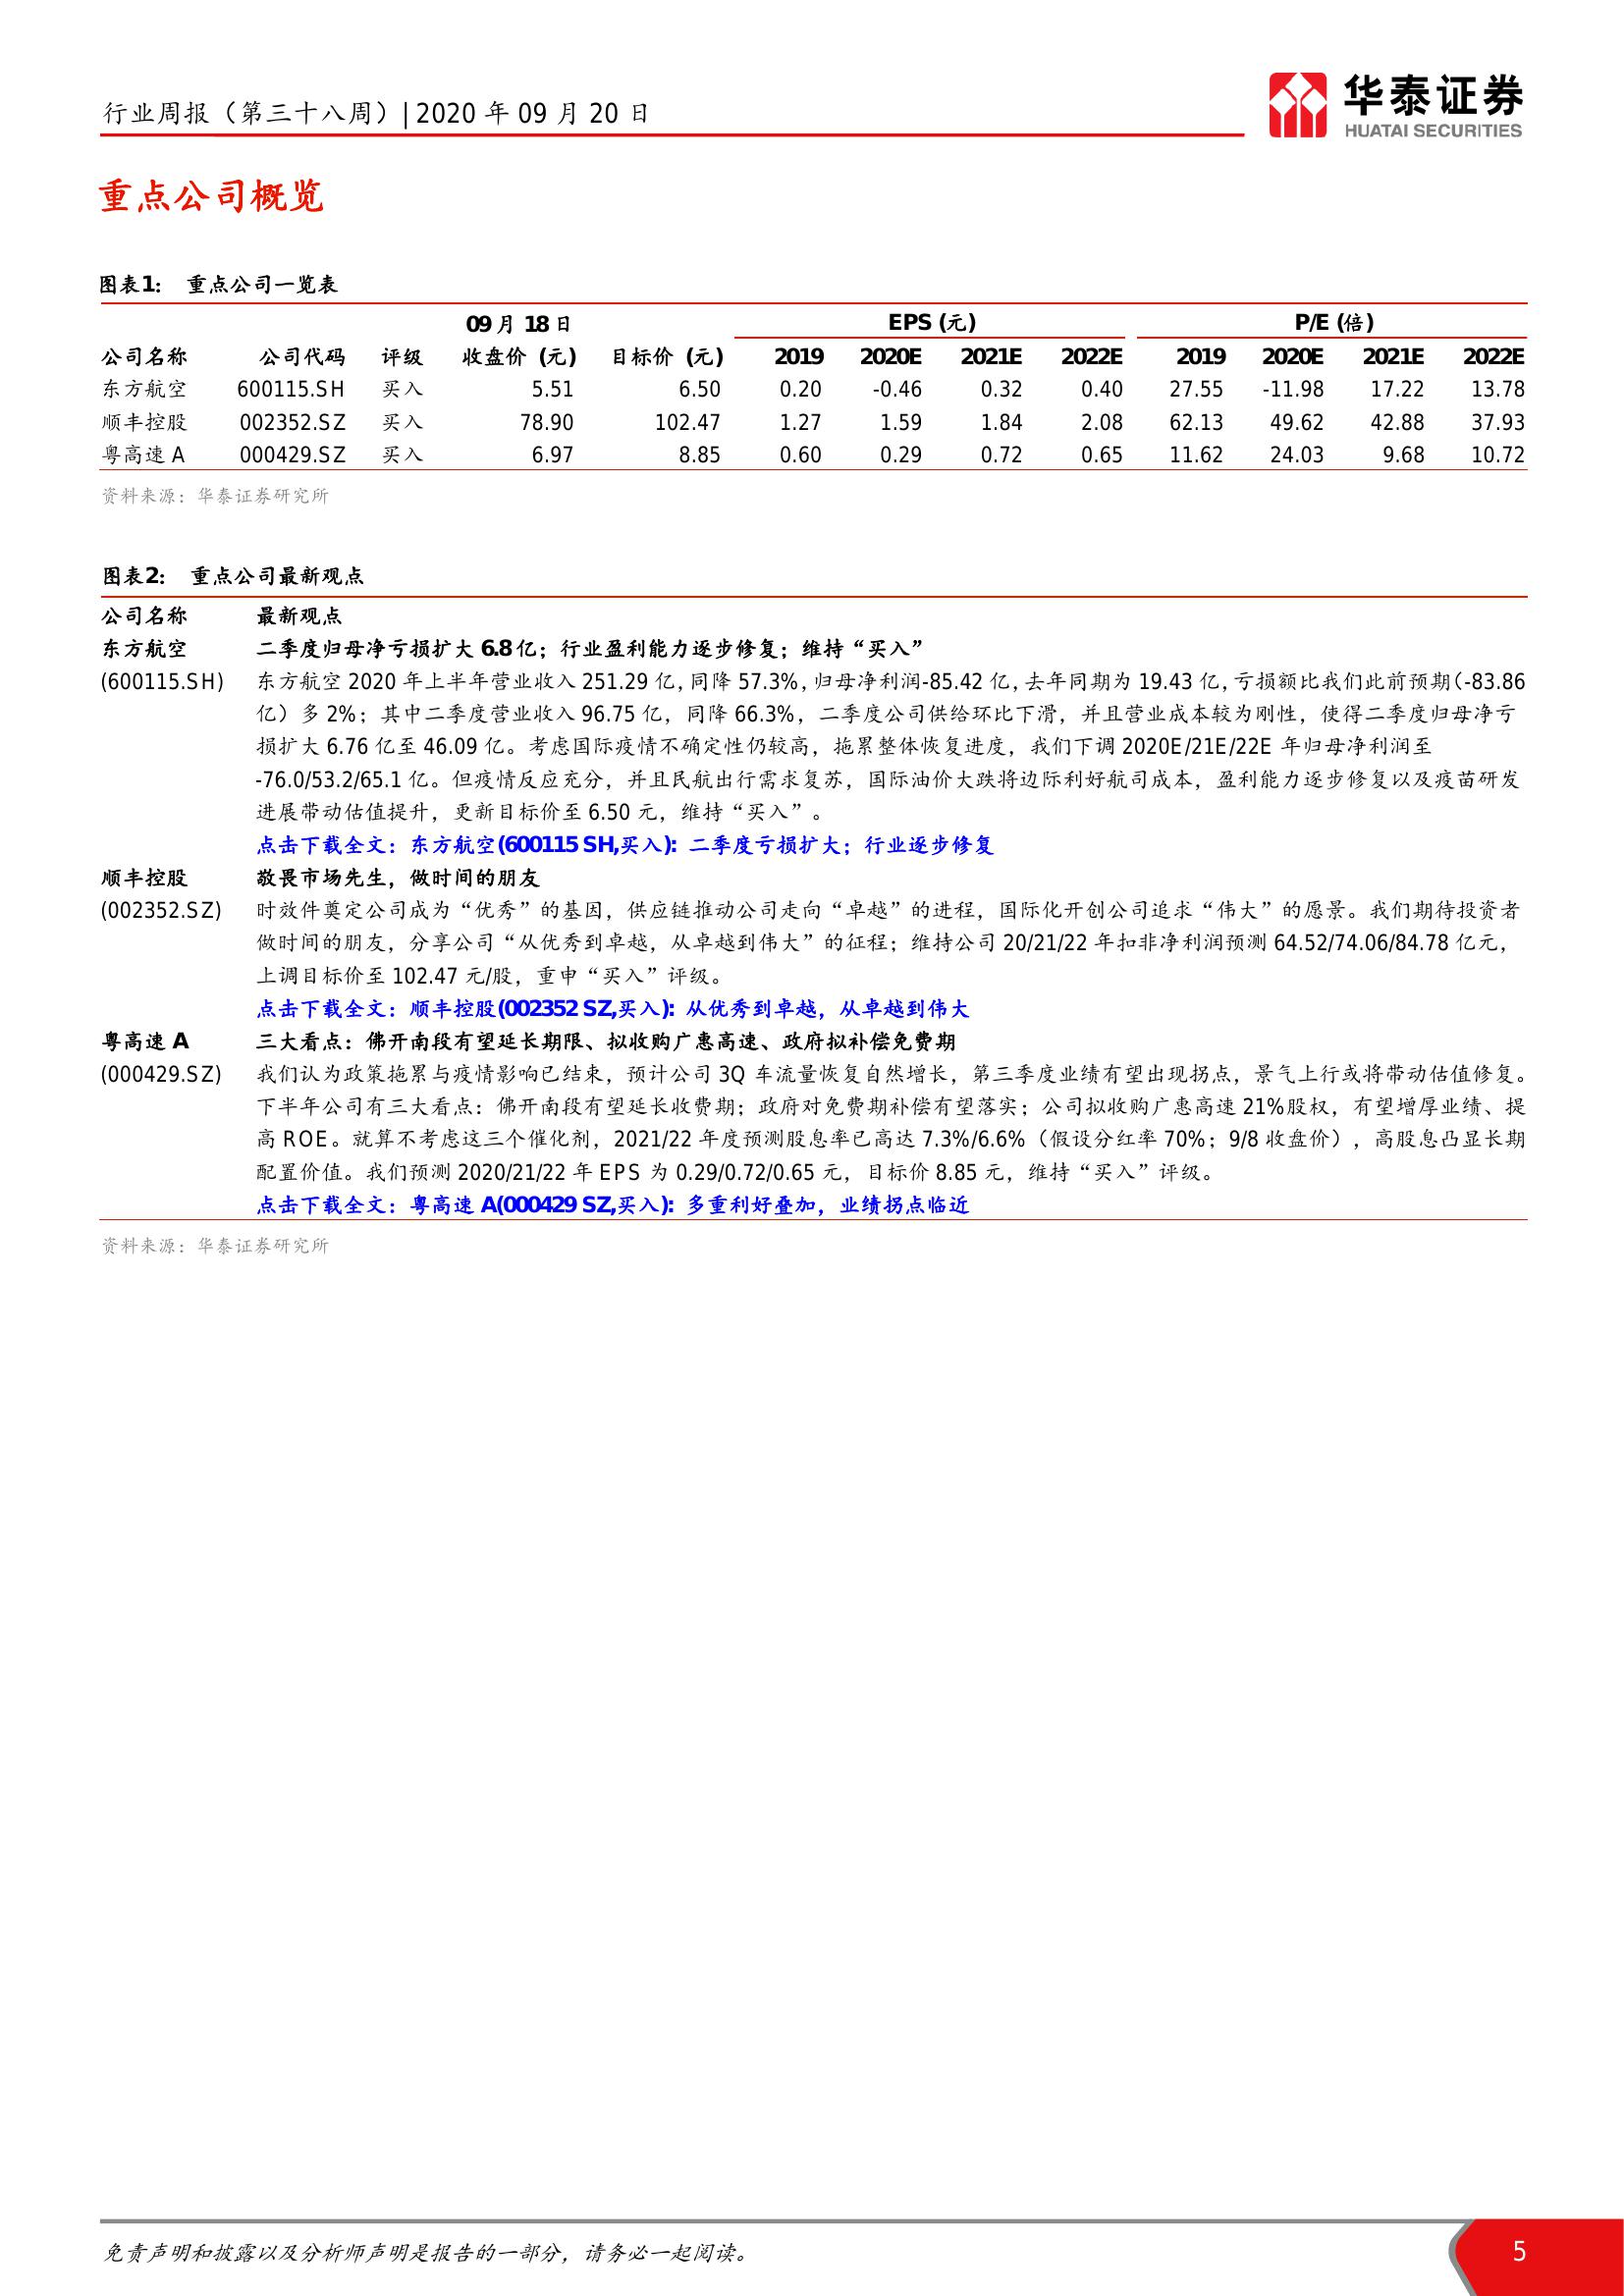 行业周报（第三十八周）| 2020 年 09 月 20 日
华泰证券
HUATAI SECURITIES
重点公司概览
图表1： 重点公司一览表
09 月 18 日 EPS (元) P/E (倍)
公司名称 公司代码 评级 收盘价 (元) 目标价 (元) 2019 2020E 2021E 2022E 2019 2020E 2021E 2022E
东方航空 600115.SH 买入 5.51 6.50 0.20 -0.46 0.32 0.40 27.55 -11.98 17.22 13.78
顺丰控股 002352.SZ 买入 78.90 102.47 1.27 1.59 1.84 2.08 62.13 49.62 42.88 37.93
粤高速 A 000429.SZ 买入 6.97 8.85 0.60 0.29 0.72 0.65 11.62 24.03 9.68 10.72
资料来源：华泰证券研究所
图表2： 重点公司最新观点
公司名称 最新观点
东方航空 二季度归母净亏损扩大 6.8 亿；行业盈利能力逐步修复；维持“买入”
(600115.SH) 东方航空 2020 年上半年营业收入 251.29 亿，同降 57.3%，归母净利润-85.42 亿，去年同期为 19.43 亿，亏损额比我们此前预期（-83.86
亿）多 2%；其中二季度营业收入 96.75 亿，同降 66.3%，二季度公司供给环比下滑，并且营业成本较为刚性，使得二季度归母净亏
损扩大 6.76 亿至 46.09 亿。考虑国际疫情不确定性仍较高，拖累整体恢复进度，我们下调 2020E/21E/22E 年归母净利润至
-76.0/53.2/65.1 亿。但疫情反应充分，并且民航出行需求复苏，国际油价大跌将边际利好航司成本，盈利能力逐步修复以及疫苗研发
进展带动估值提升，更新目标价至 6.50 元，维持“买入”。
点击下载全文：东方航空(600115 SH,买入)：二季度亏损扩大；行业逐步修复
顺丰控股 敬畏市场先生，做时间的朋友
(002352.SZ) 时效件奠定公司成为“优秀”的基因，供应链推动公司走向“卓越”的进程，国际化开创公司追求“伟大”的愿景。我们期待投资者
做时间的朋友，分享公司“从优秀到卓越，从卓越到伟大”的征程；维持公司 20/21/22 年扣非净利润预测 64.52/74.06/84.78 亿元，
上调目标价至 102.47 元/股，重申“买入”评级。
点击下载全文：顺丰控股(002352 SZ,买入)：从优秀到卓越，从卓越到伟大
粤高速 A 三大看点：佛开南段有望延长期限、拟收购广惠高速、政府拟补偿免费期
(000429.SZ) 我们认为政策拖累与疫情影响已结束，预计公司 3Q 车流量恢复自然增长，第三季度业绩有望出现拐点，景气上行或将带动估值修复。
下半年公司有三大看点：佛开南段有望延长收费期；政府对免费期补偿有望落实；公司拟收购广惠高速 21%股权，有望增厚业绩、提
高 ROE。就算不考虑这三个催化剂，2021/22 年度预测股息率已高达 7.3%/6.6%（假设分红率 70%；9/8 收盘价），高股息凸显长期
配置价值。我们预测 2020/21/22 年 EPS 为 0.29/0.72/0.65 元，目标价 8.85 元，维持“买入”评级。
点击下载全文：粤高速 A(000429 SZ,买入)：多重利好叠加，业绩拐点临近
资料来源：华泰证券研究所
免责声明和披露以及分析师声明是报告的一部分，请务必一起阅读。
5